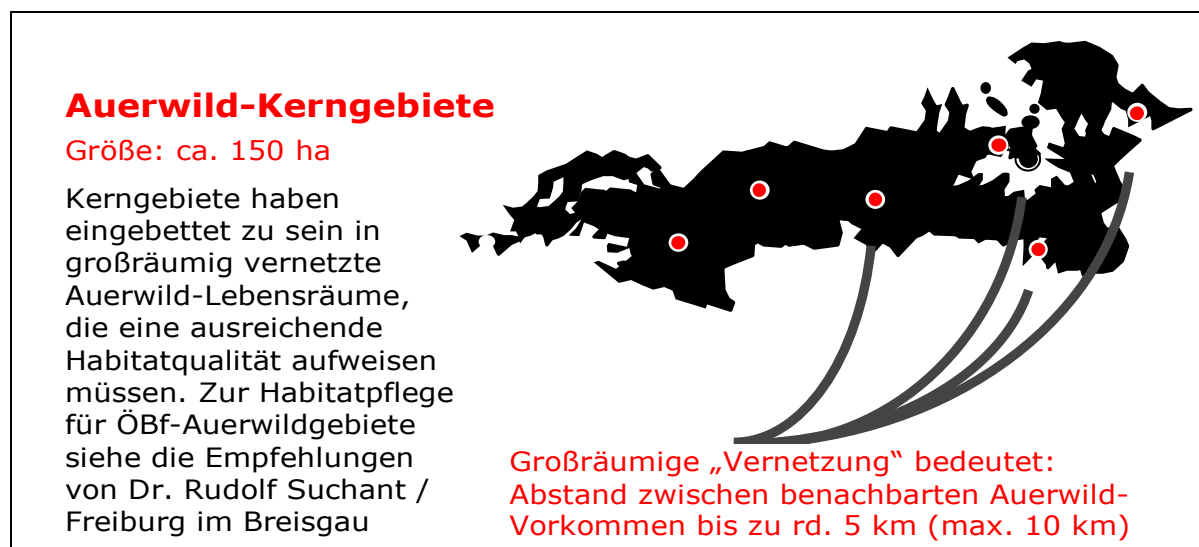 Auerwild-Kerngebiete
Größe: ca. 150 ha
Kerngebiete haben
eingebettet zu sein in
großräumig vernetzte
Auerwild-Lebensräume,
die eine ausreichende
Habitatqualität aufweisen
müssen. Zur Habitatpflege
für ÖBf-Auerwildgebiete
siehe die Empfehlungen
von Dr. Rudolf Suchant /
Freiburg im Breisgau
Großräumige „Vernetzung“ bedeutet:
Abstand zwischen benachbarten Auerwild-
Vorkommen bis zu rd. 5 km (max. 10 km)